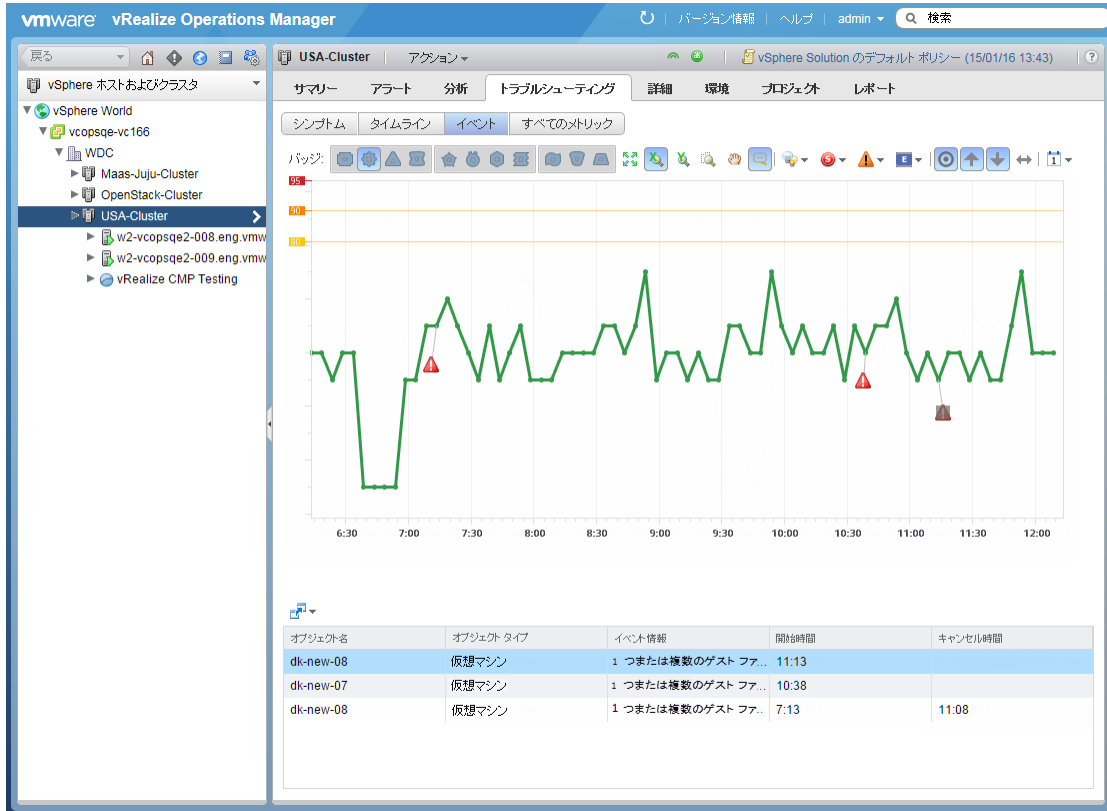 vmware vRealize Operations Manager
バージョン情報 ヘルプ admin 検索
戻る
vSphere ホストおよびクラスタ
vSphere World
vcopsqe-vc166
WDC
Maas-Juju-Cluster
OpenStack-Cluster
USA-Cluster
w2-vcopsqe2-008.eng.vmw
w2-vcopsqe2-009.eng.vmw
vRealize CMP Testing
USA-Cluster アクション vSphere Solution のデフォルト ポリシー (15/01/16 13:43) ?
サマリー アラート 分析 トラブルシューティング 詳細 環境 プロジェクト レポート
シンプトム タイムライン イベント すべてのメトリック
バッジ: S E 1
95
90
80
6:30 7:00 7:30 8:00 8:30 9:00 9:30 10:00 10:30 11:00 11:30 12:00
オブジェクト名 オブジェクト タイプ イベント情報 開始時間 キャンセル時間
dk-new-08 仮想マシン 1 つまたは複数のゲスト ファ... 11:13
dk-new-07 仮想マシン 1 つまたは複数のゲスト ファ... 10:38
dk-new-08 仮想マシン 1 つまたは複数のゲスト ファ... 7:13 11:08